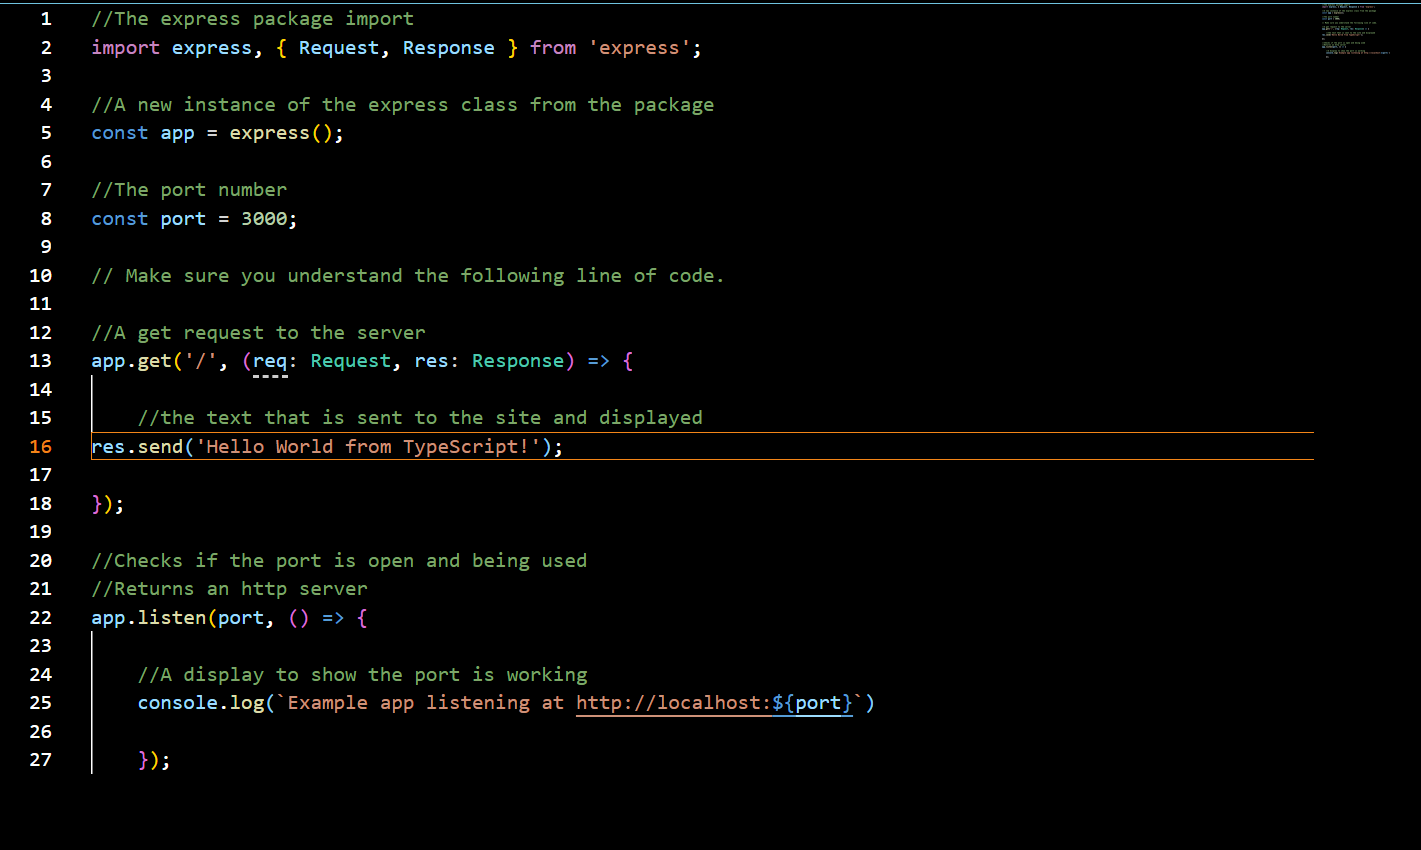 1 //The express package import
2 import express, { Request, Response } from 'express';
3
4 //A new instance of the express class from the package
5 const app = express();
6
7 //The port number
8 const port = 3000;
9
10 // Make sure you understand the following line of code.
11
12 //A get request to the server
13 app.get('/', (req: Request, res: Response) => {
14
15     //the text that is sent to the site and displayed
16 res.send('Hello World from TypeScript!');
17
18 });
19
20 //Checks if the port is open and being used
21 //Returns an http server
22 app.listen(port, () => {
23
24     //A display to show the port is working
25     console.log(`Example app listening at http://localhost:${port}`)
26
27     });